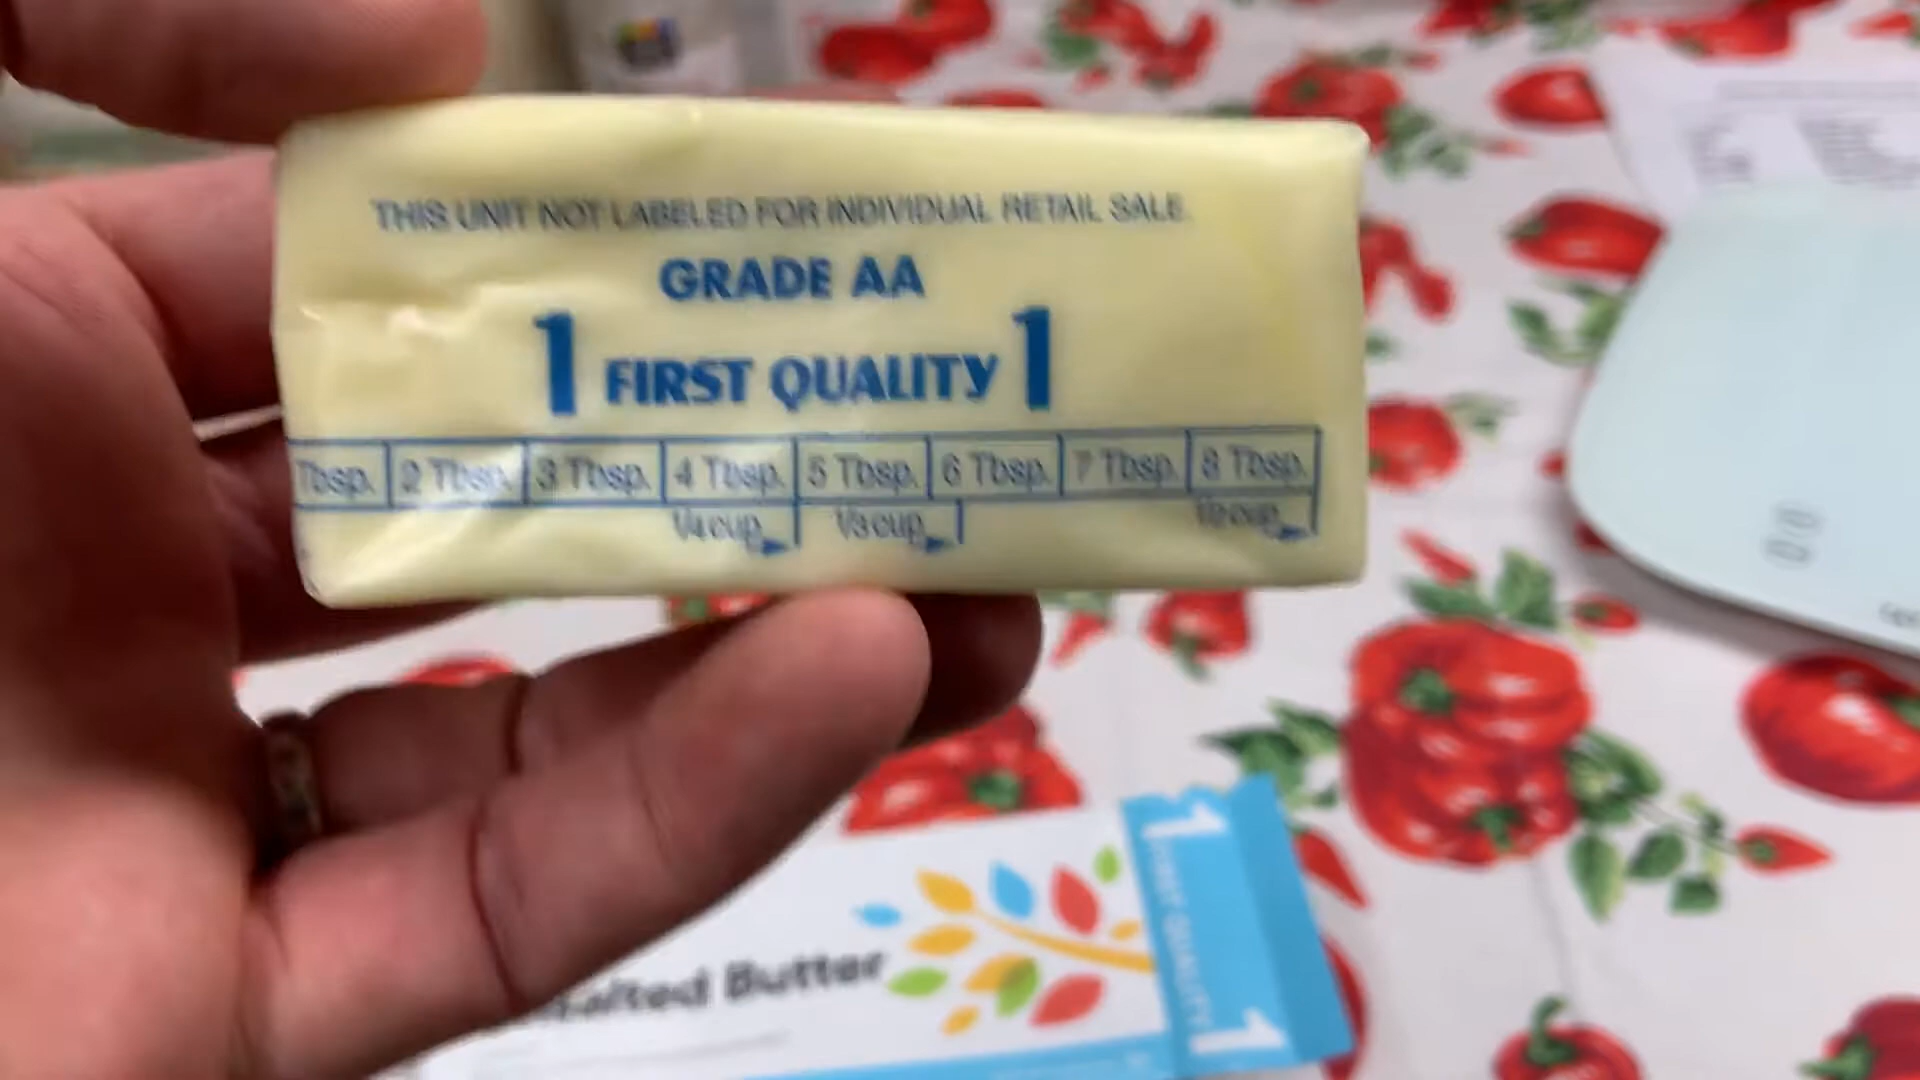 THIS UNIT NOT LABELED FOR INDIVIDUAL RETAIL SALE.
GRADE AA
1 FIRST QUALITY 1
Tbsp. 2 Tbsp. 3 Tbsp. 4 Tbsp. 5 Tbsp. 6 Tbsp. 7 Tbsp. 8 Tbsp.
1/4 cup 1/3 cup 1/2 cup
Butter
1 FIRST QUALITY 1